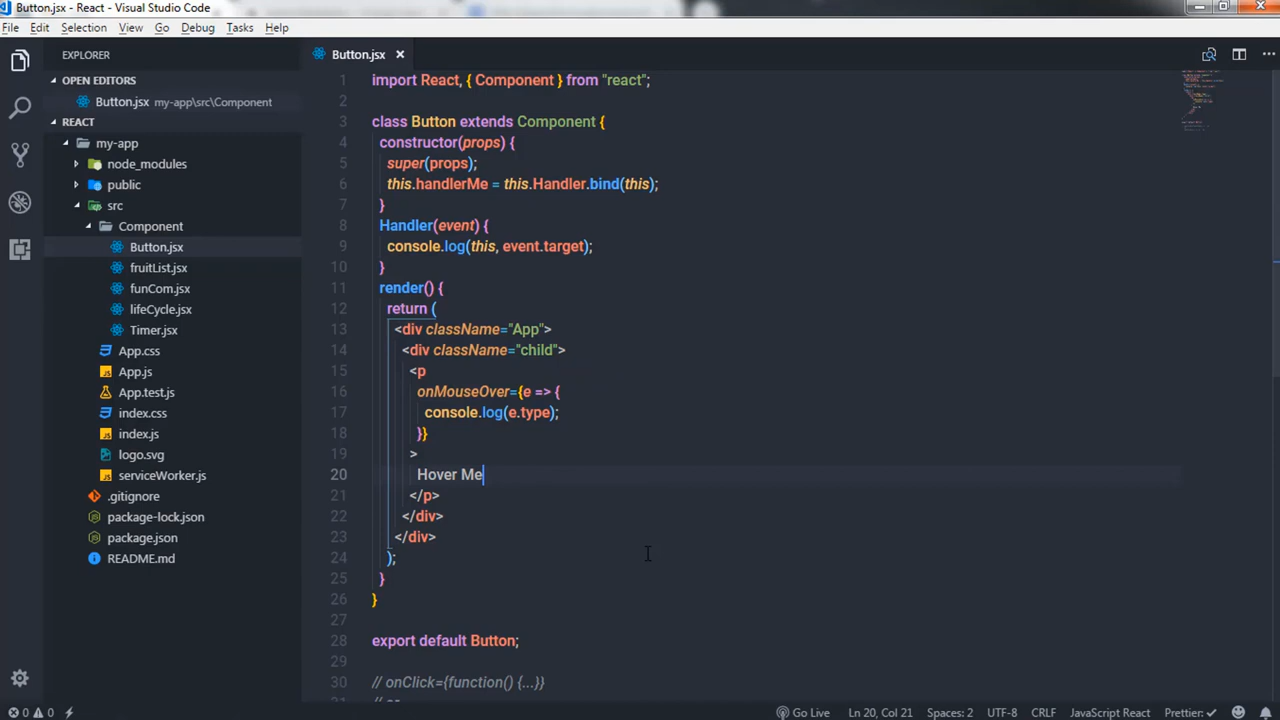 Button.jsx - React - Visual Studio Code
File Edit Selection View Go Debug Tasks Help
EXPLORER
OPEN EDITORS
Button.jsx my-app\src\Component
REACT
my-app
node_modules
public
src
Component
Button.jsx
fruitList.jsx
funCom.jsx
lifeCycle.jsx
Timer.jsx
App.css
App.js
App.test.js
index.css
index.js
logo.svg
serviceWorker.js
.gitignore
package-lock.json
package.json
README.md
Button.jsx
1 import React, { Component } from "react";
2
3 class Button extends Component {
4 constructor(props) {
5 super(props);
6 this.handlerMe = this.Handler.bind(this);
7 }
8 Handler(event) {
9 console.log(this, event.target);
10 }
11 render() {
12 return (
13 <div className="App">
14 <div className="child">
15 <p
16 onMouseOver={e => {
17 console.log(e.type);
18 }}
19 >
20 Hover Me
21 </p>
22 </div>
23 </div>
24 );
25 }
26 }
27
28 export default Button;
29
30 // onClick={function() {...}}
31 // or
0 0 Go Live Ln 20, Col 21 Spaces: 2 UTF-8 CRLF JavaScript React Prettier: ✓